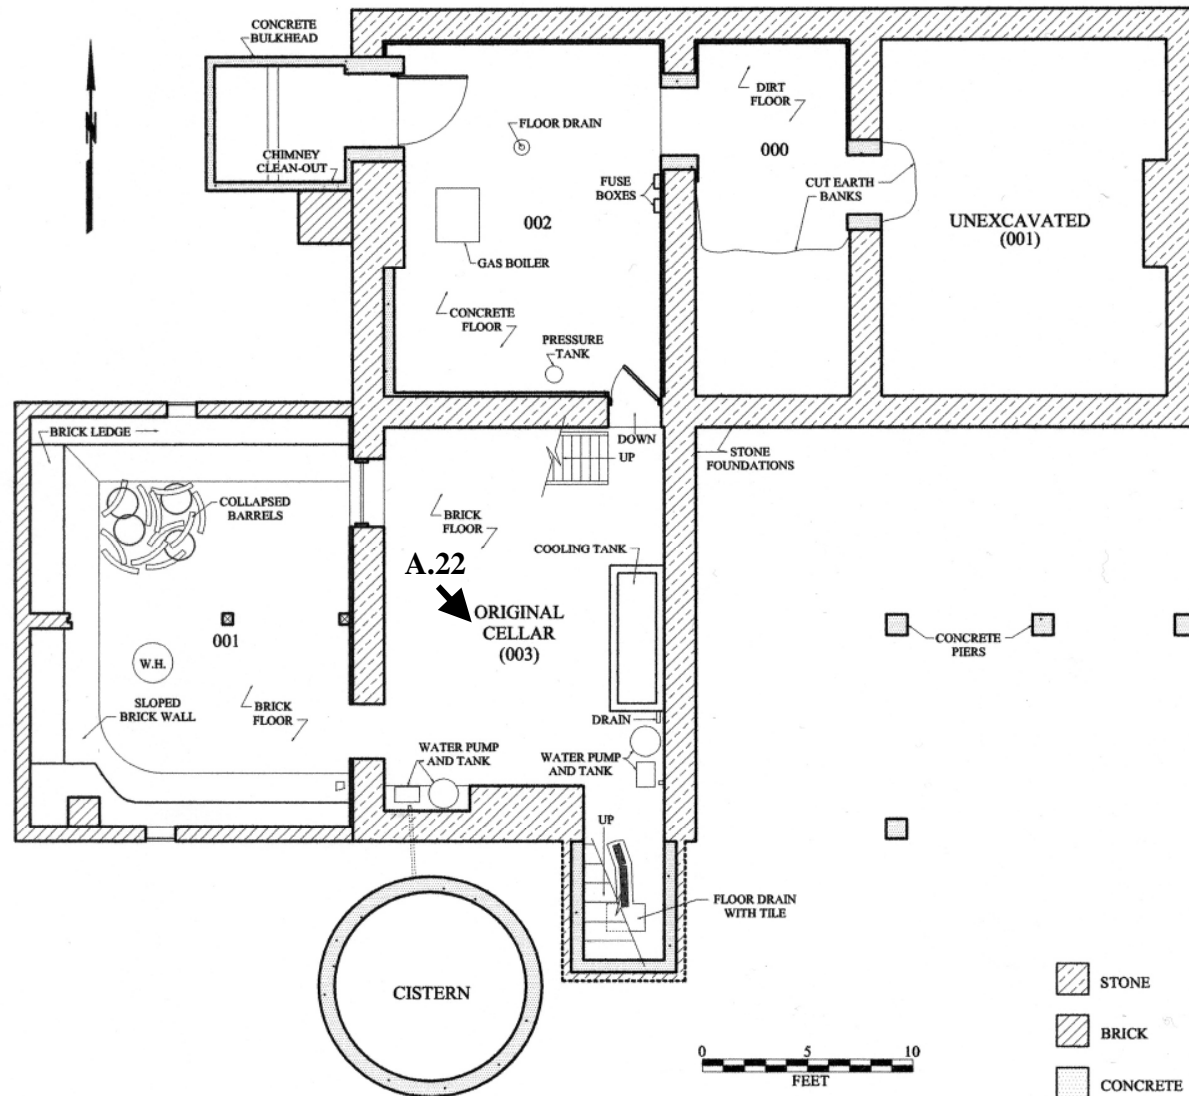 CONCRETE
BULKHEAD
N
DIRT
FLOOR
FLOOR DRAIN
000
CHIMNEY
CLEAN-OUT
FUSE
BOXES
CUT EARTH
BANKS
002
UNEXCAVATED
(001)
GAS BOILER
CONCRETE
FLOOR
PRESSURE
TANK
BRICK LEDGE
DOWN
UP
STONE
FOUNDATIONS
COLLAPSED
BARRELS
BRICK
FLOOR
COOLING TANK
A.22
ORIGINAL
CELLAR
(003)
001
CONCRETE
PIERS
W.H.
SLOPED
BRICK WALL
BRICK
FLOOR
DRAIN
WATER PUMP
AND TANK
WATER PUMP
AND TANK
UP
FLOOR DRAIN
WITH TILE
CISTERN
STONE
BRICK
CONCRETE
0 5 10
FEET